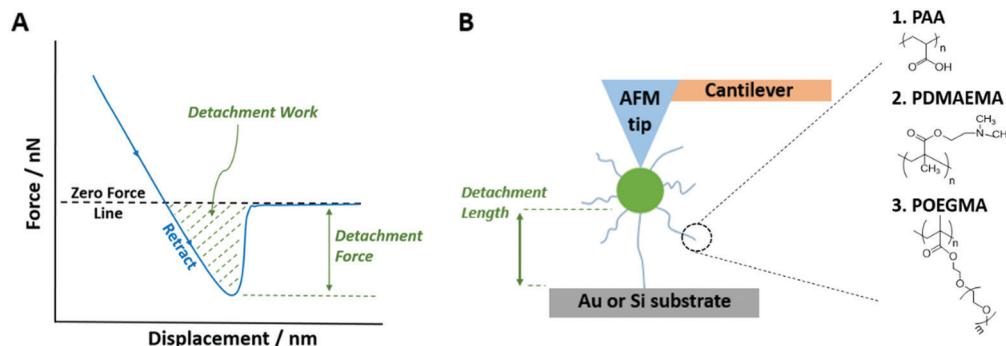 A
Detachment Work
Force / nN
Zero Force
Line
Retract
Detachment
Force
Displacement / nm
B
AFM
tip
Cantilever
Detachment
Length
Au or Si substrate
1. PAA
n
O
OH
2. PDMAEMA
CH₃
O
N
CH₃
O
CH₃
n
3. POEGMA
n
O
O
O
O
m